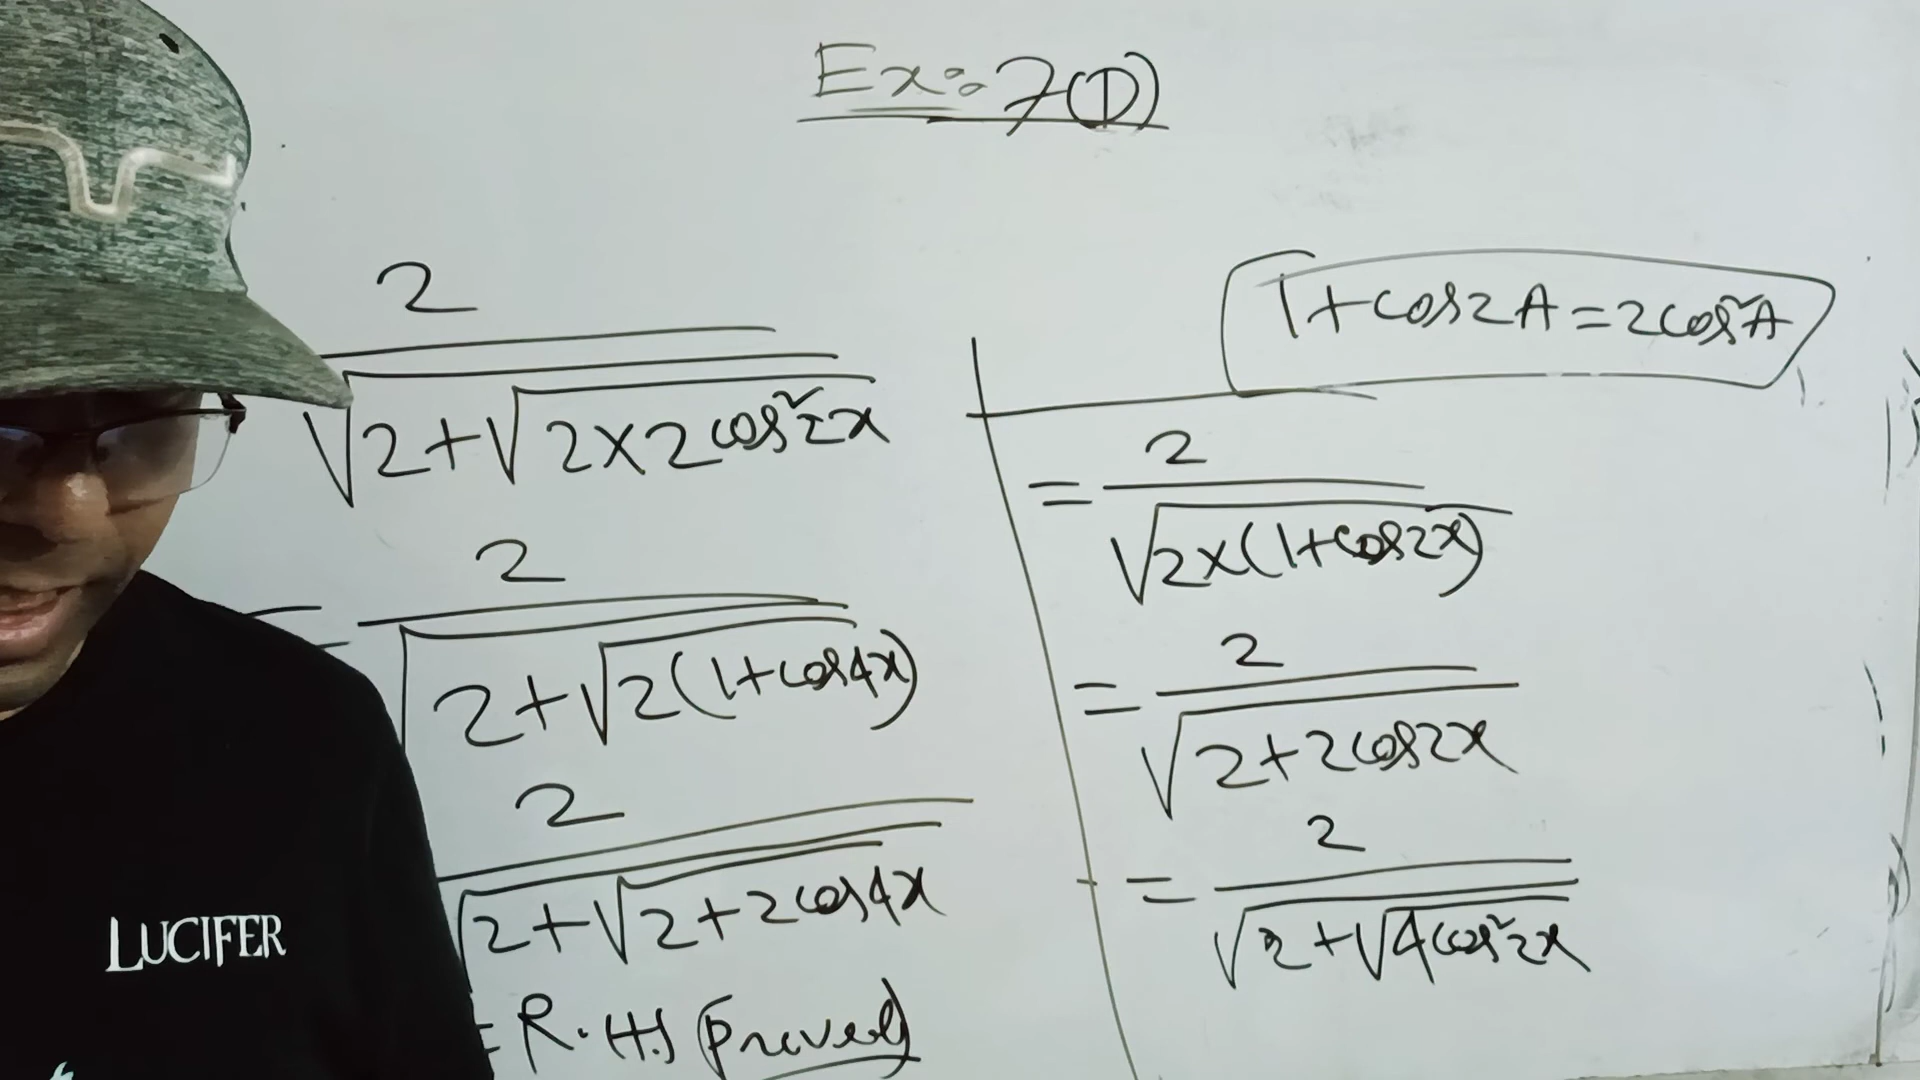 Ex:- 7(D)
1+cos2A=2cos²A
2
√2+√2×2cos²2x
2
√2+√2(1+cos4x)
2
√2+√2+2cos4x
= R.H.S (proved)
= 2
√2×(1+cos2x)
= 2
√2+2cos2x
= 2
√2+√4cos²2x
LUCIFER